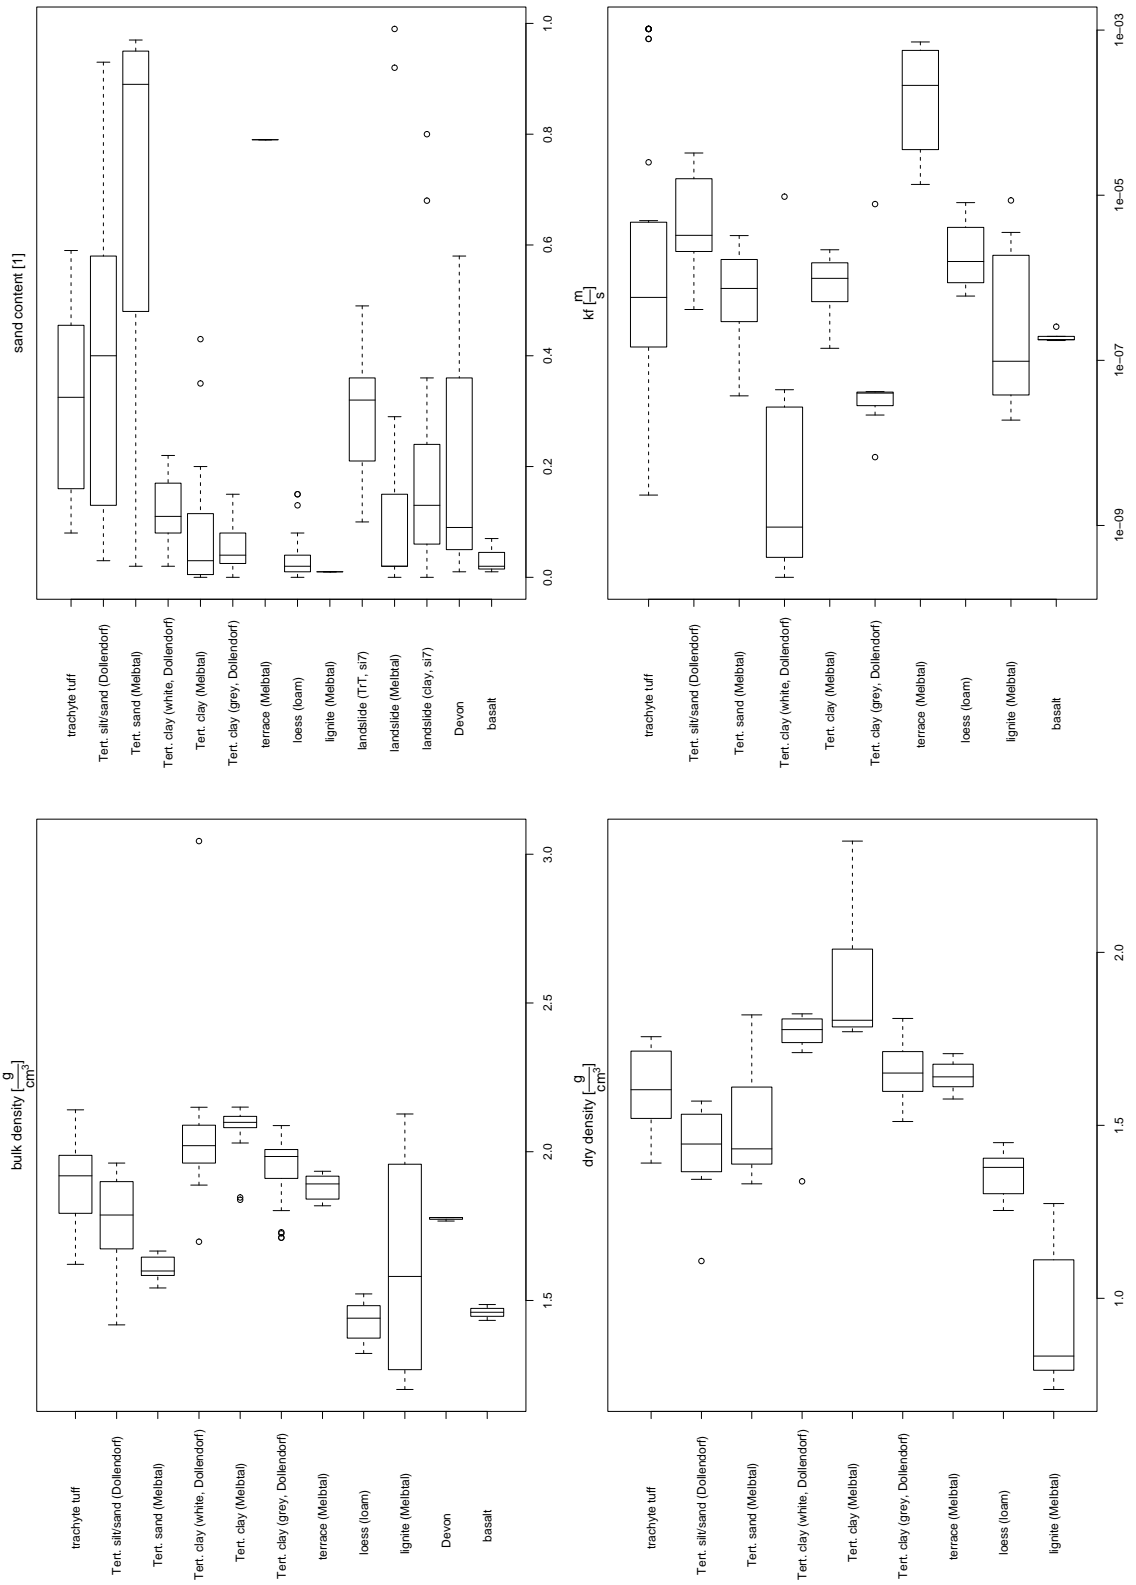 sand content [1]
0.0
0.2
0.4
0.6
0.8
1.0
trachyte tuff
Tert. silt/sand (Dollendorf)
Tert. sand (Melbtal)
Tert. clay (white, Dollendorf)
Tert. clay (Melbtal)
Tert. clay (grey, Dollendorf)
terrace (Melbtal)
loess (loam)
lignite (Melbtal)
landslide (TrT, si7)
landslide (Melbtal)
landslide (clay, si7)
Devon
basalt
kf [m/s]
1e-09
1e-07
1e-05
1e-03
trachyte tuff
Tert. silt/sand (Dollendorf)
Tert. sand (Melbtal)
Tert. clay (white, Dollendorf)
Tert. clay (Melbtal)
Tert. clay (grey, Dollendorf)
terrace (Melbtal)
loess (loam)
lignite (Melbtal)
basalt
bulk density [g/cm³]
1.5
2.0
2.5
3.0
trachyte tuff
Tert. silt/sand (Dollendorf)
Tert. sand (Melbtal)
Tert. clay (white, Dollendorf)
Tert. clay (Melbtal)
Tert. clay (grey, Dollendorf)
terrace (Melbtal)
loess (loam)
lignite (Melbtal)
Devon
basalt
dry density [g/cm³]
1.0
1.5
2.0
trachyte tuff
Tert. silt/sand (Dollendorf)
Tert. sand (Melbtal)
Tert. clay (white, Dollendorf)
Tert. clay (Melbtal)
Tert. clay (grey, Dollendorf)
terrace (Melbtal)
loess (loam)
lignite (Melbtal)